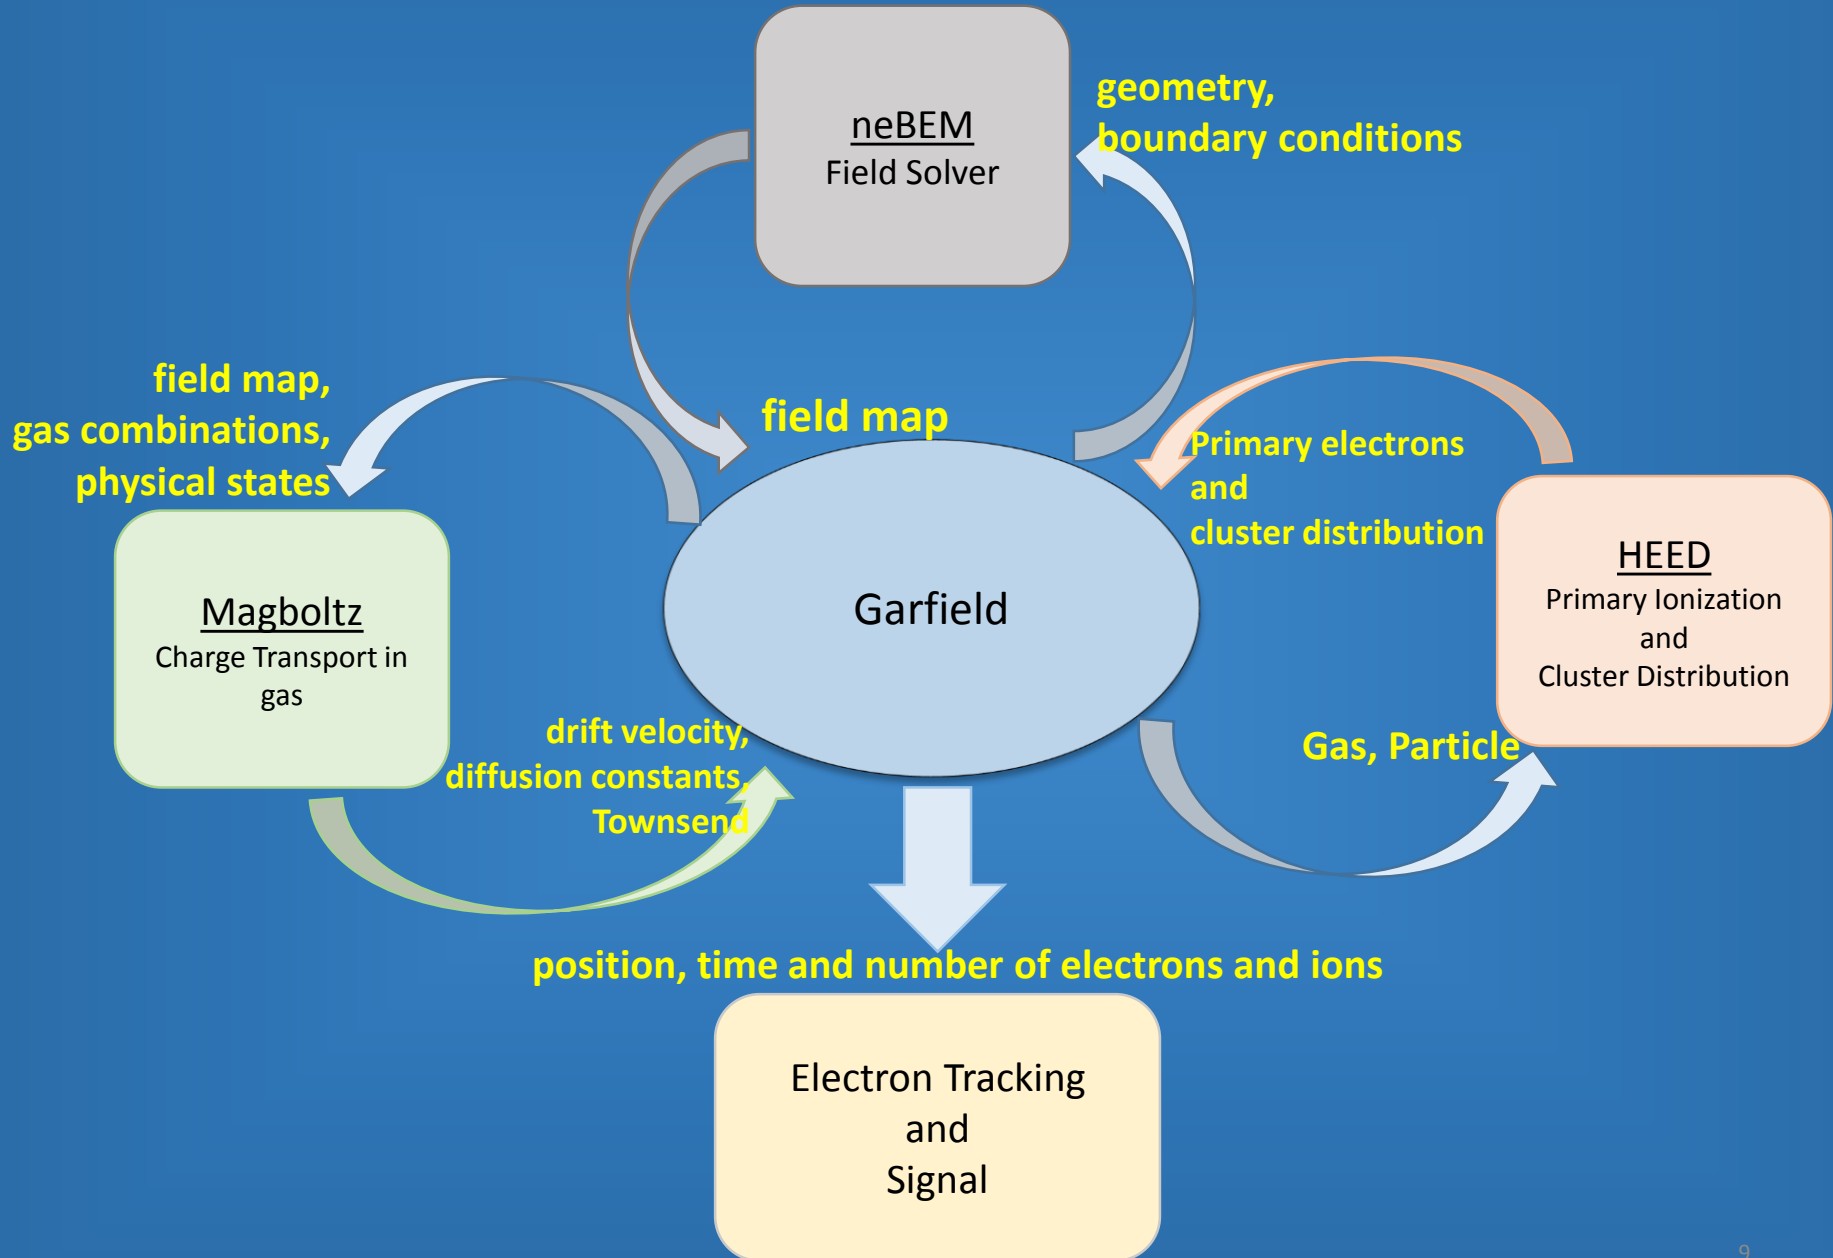 neBEM
Field Solver
geometry,
boundary conditions
field map,
gas combinations,
physical states
field map
Primary electrons
and
cluster distribution
Magboltz
Charge Transport in
gas
Garfield
HEED
Primary Ionization
and
Cluster Distribution
drift velocity,
diffusion constants,
Townsend
Gas, Particle
position, time and number of electrons and ions
Electron Tracking
and
Signal
9